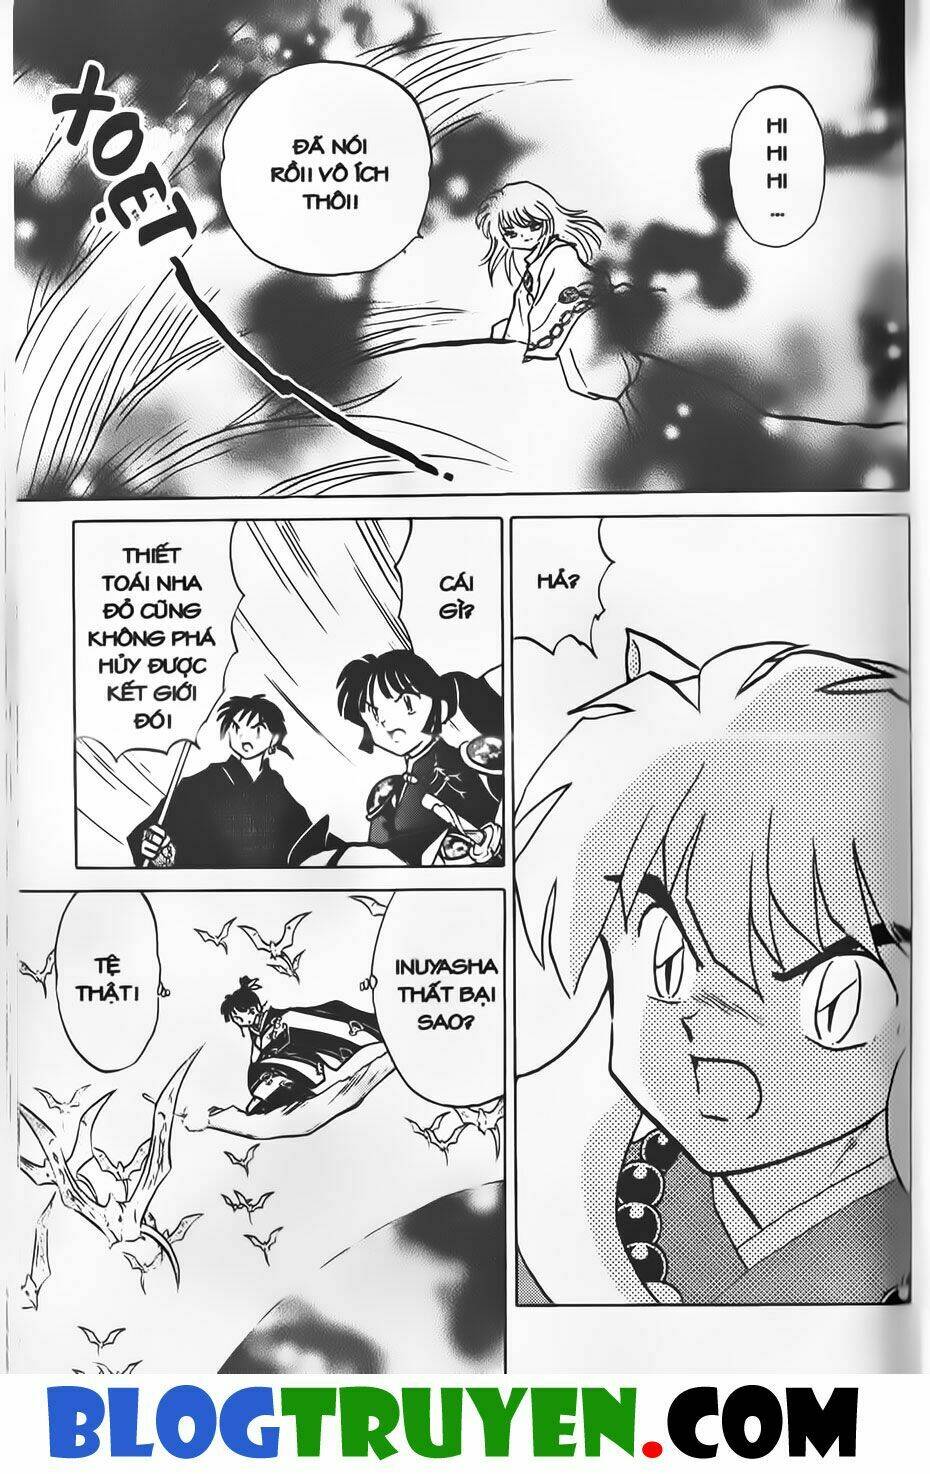 HI
HI
HI
...
ĐÃ NÓI
RỒI! VÔ ÍCH
THÔI!
XOẸT
HẢ?
CÁI
GÌ?
THIẾT
TOÁI NHA
ĐỎ CŨNG
KHÔNG PHÁ
HỦY ĐƯỢC
KẾT GIỚI
ĐÓ!
INUYASHA
THẤT BẠI
SAO?
TỆ
THẬT!
BLOGTRUYEN.COM